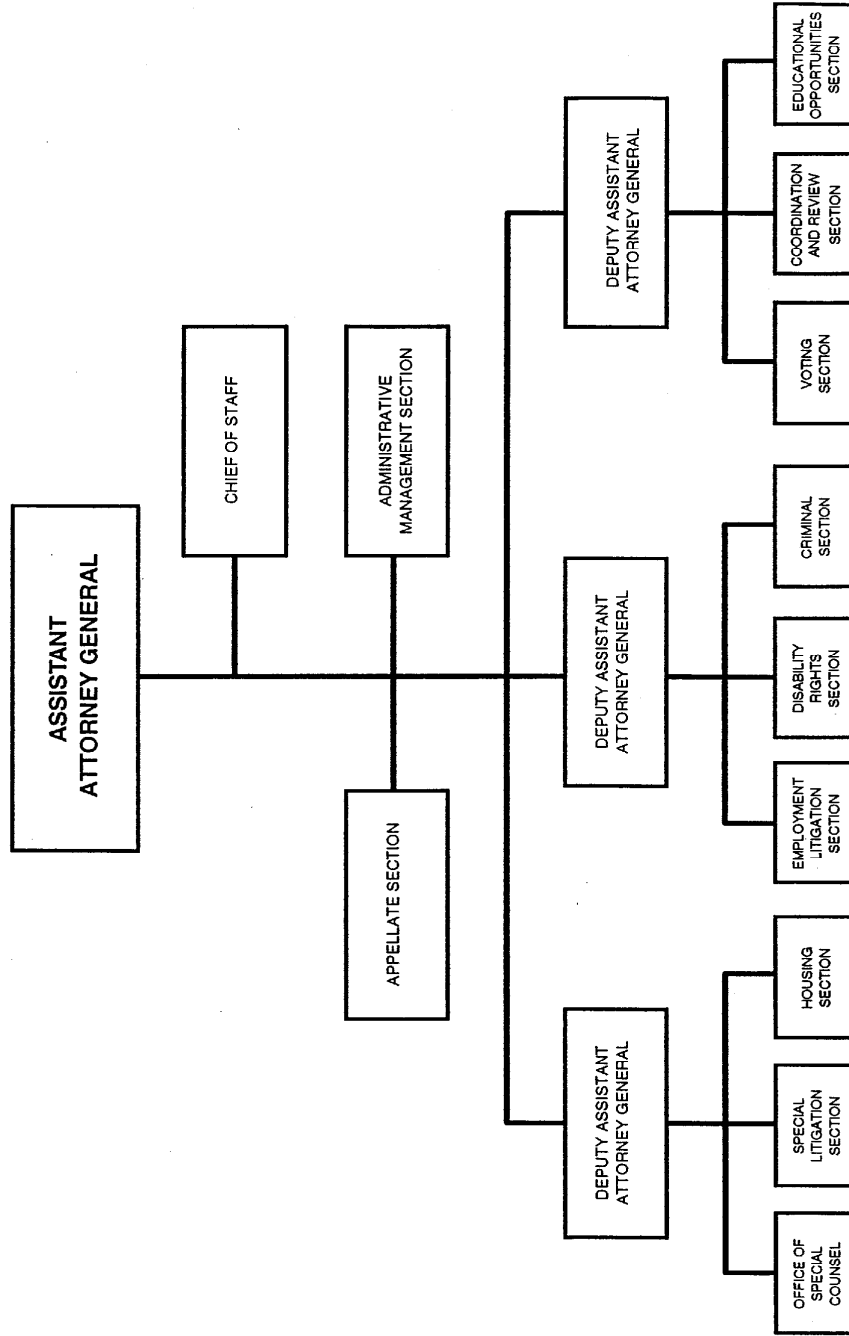 ASSISTANT
ATTORNEY GENERAL
CHIEF OF STAFF
APPELLATE SECTION
ADMINISTRATIVE
MANAGEMENT SECTION
DEPUTY ASSISTANT
ATTORNEY GENERAL
DEPUTY ASSISTANT
ATTORNEY GENERAL
DEPUTY ASSISTANT
ATTORNEY GENERAL
OFFICE OF
SPECIAL
COUNSEL
SPECIAL
LITIGATION
SECTION
HOUSING
SECTION
EMPLOYMENT
LITIGATION
SECTION
DISABILITY
RIGHTS
SECTION
CRIMINAL
SECTION
VOTING
SECTION
COORDINATION
AND REVIEW
SECTION
EDUCATIONAL
OPPORTUNITIES
SECTION